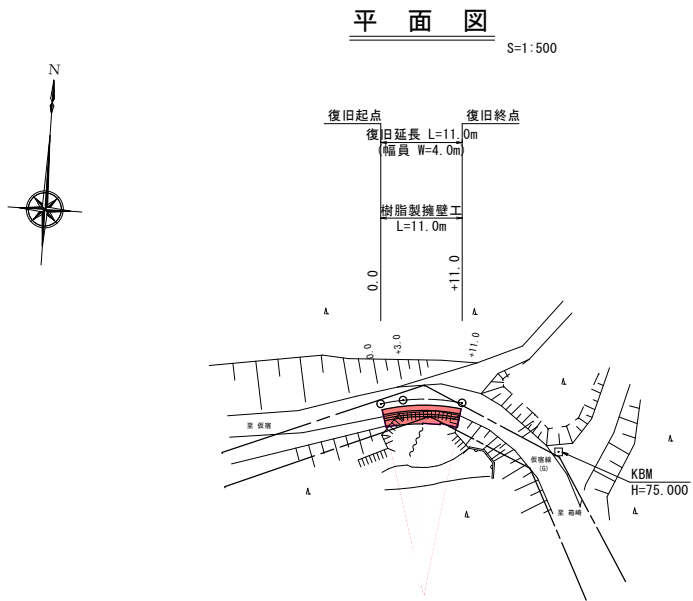 平面図
S=1:500
N
復旧起点
復旧終点
復旧延長 L=11.0m
(幅員 W=4.0m)
樹脂製擁壁工
L=11.0m
0.0
+11.0
0.0
+3.0
+11.0
至 仮宿
仮宿線
(G)
KBM
H=75.000
至 箱崎